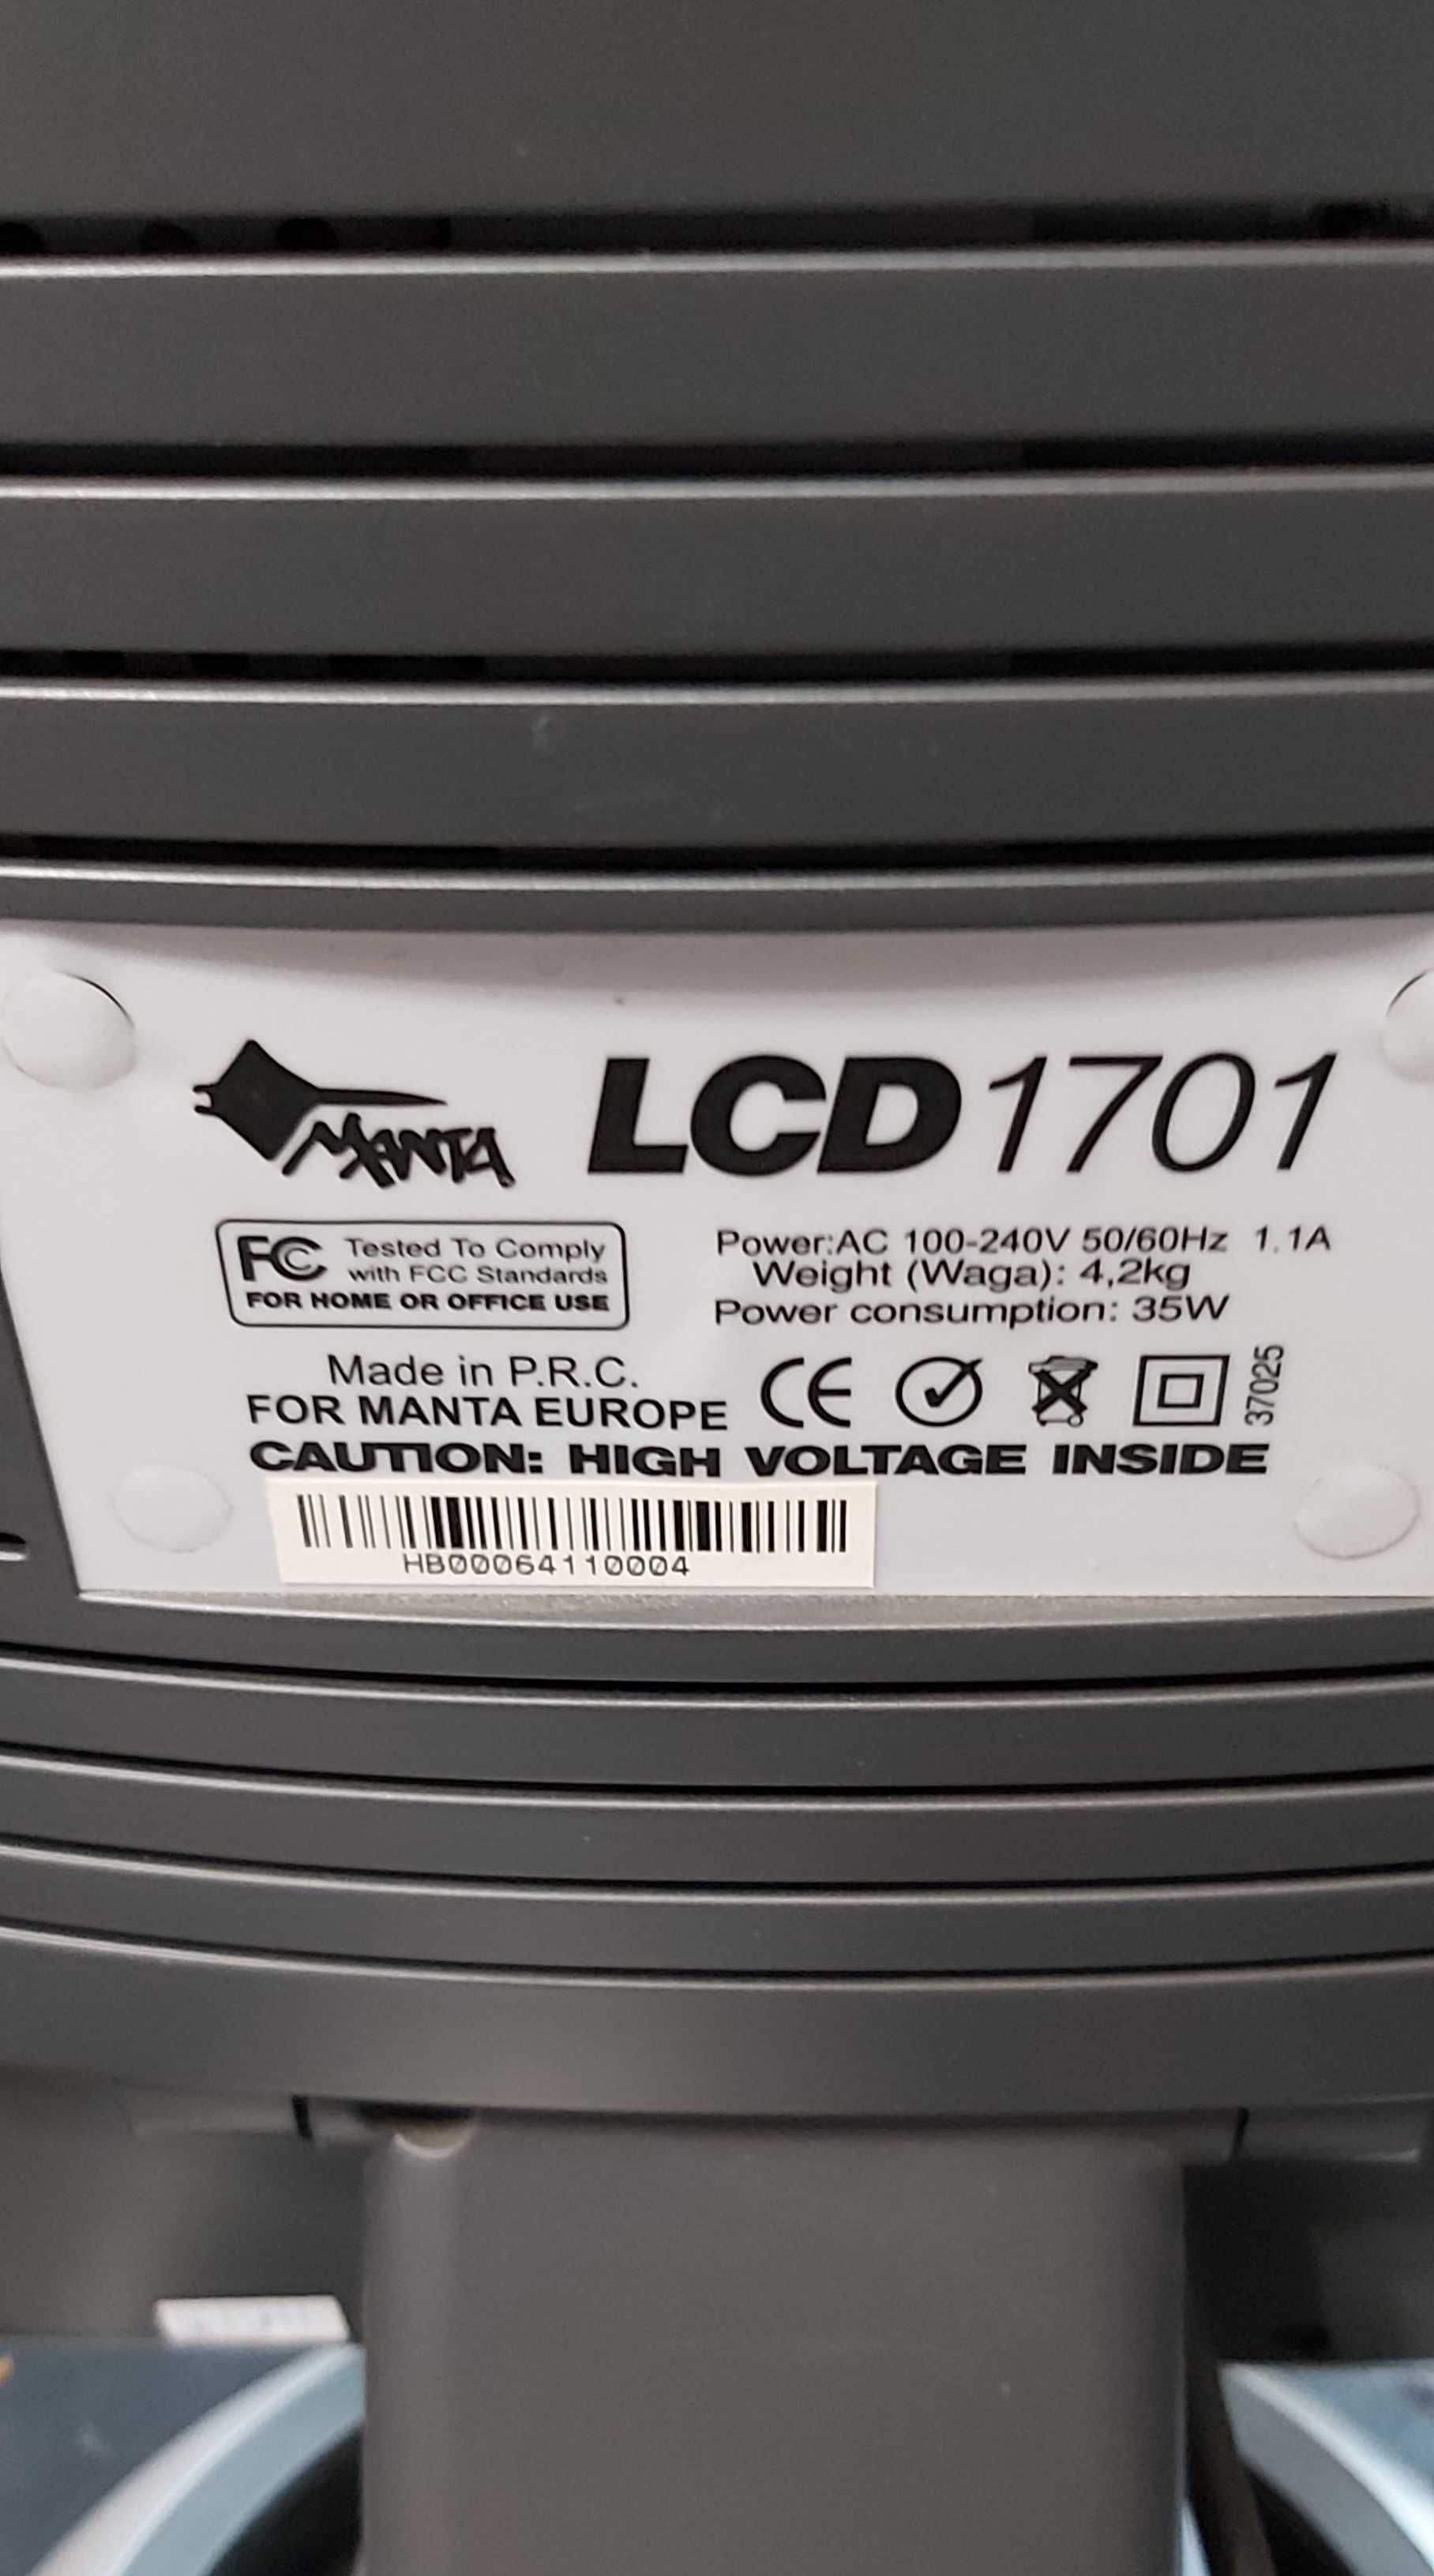 MANTA LCD1701
FC Tested To Comply
with FCC Standards
FOR HOME OR OFFICE USE
Power:AC 100-240V 50/60Hz 1.1A
Weight (Waga): 4,2kg
Power consumption: 35W
Made in P.R.C.
FOR MANTA EUROPE
CE
37025
CAUTION: HIGH VOLTAGE INSIDE
HB00064110004